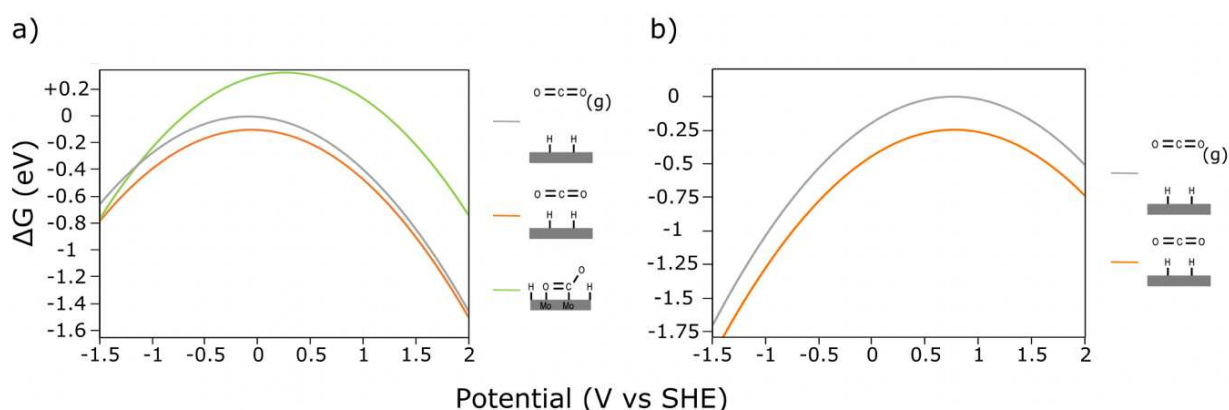 a)
ΔG (eV)
+0.2
0
-0.2
-0.4
-0.6
-0.8
-1
-1.2
-1.4
-1.6
-1.5 -1 -0.5 0 0.5 1 1.5 2
O=C=O(g)
H H
O=C=O
H H
O
H O=C H
Mo Mo
b)
0
-0.25
-0.5
-0.75
-1
-1.25
-1.5
-1.75
-1.5 -1 -0.5 0 0.5 1 1.5 2
O=C=O(g)
H H
O=C=O
H H
Potential (V vs SHE)